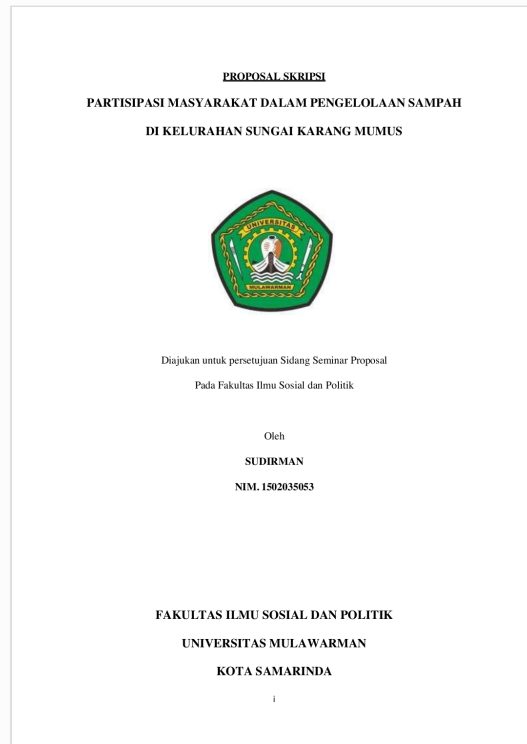 PROPOSAL SKRIPSI
PARTISIPASI MASYARAKAT DALAM PENGELOLAAN SAMPAH
DI KELURAHAN SUNGAI KARANG MUMUS
UNIVERSITAS
MULAWARMAN
Diajukan untuk persetujuan Sidang Seminar Proposal
Pada Fakultas Ilmu Sosial dan Politik
Oleh
SUDIRMAN
NIM. 1502035053
FAKULTAS ILMU SOSIAL DAN POLITIK
UNIVERSITAS MULAWARMAN
KOTA SAMARINDA
i